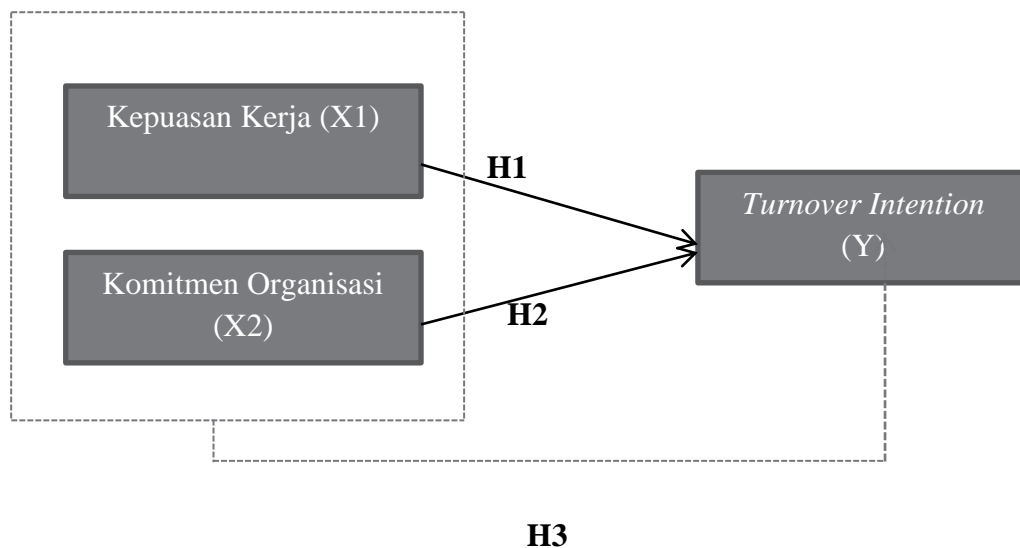 Kepuasan Kerja (X1)
H1
Turnover Intention
(Y)
Komitmen Organisasi
(X2)
H2
H3